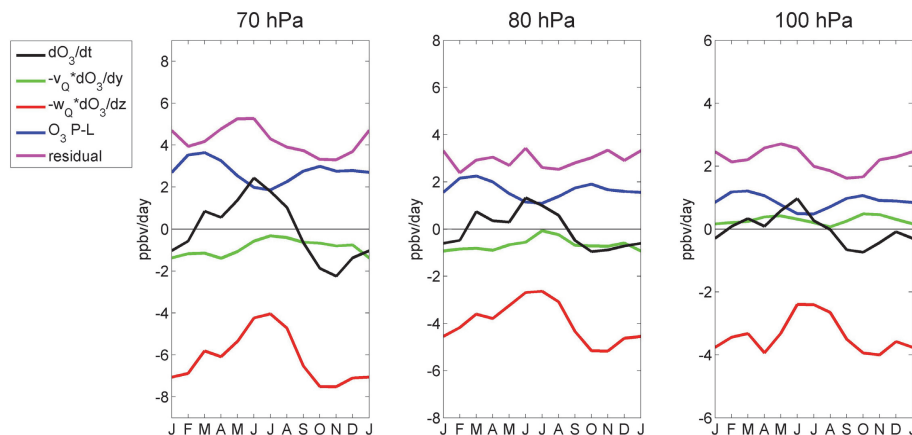 70 hPa
80 hPa
100 hPa
dO₃/dt
-v_Q*dO₃/dy
-w_Q*dO₃/dz
O₃ P-L
residual
ppbv/day
8
6
4
2
0
-2
-4
-6
-8
J F M A M J J A S O N D J
ppbv/day
8
6
4
2
0
-2
-4
-6
-8
J F M A M J J A S O N D J
ppbv/day
6
4
2
0
-2
-4
-6
J F M A M J J A S O N D J